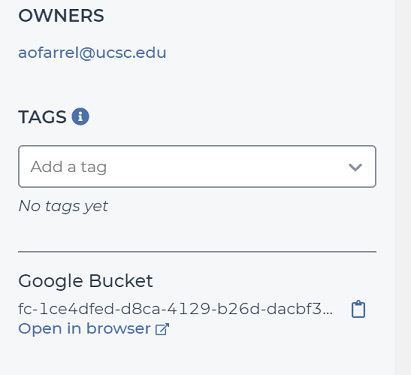 OWNERS
aofarrel@ucsc.edu
TAGS i
Add a tag
No tags yet
Google Bucket
fc-1ce4dfed-d8ca-4129-b26d-dacbf3...
Open in browser